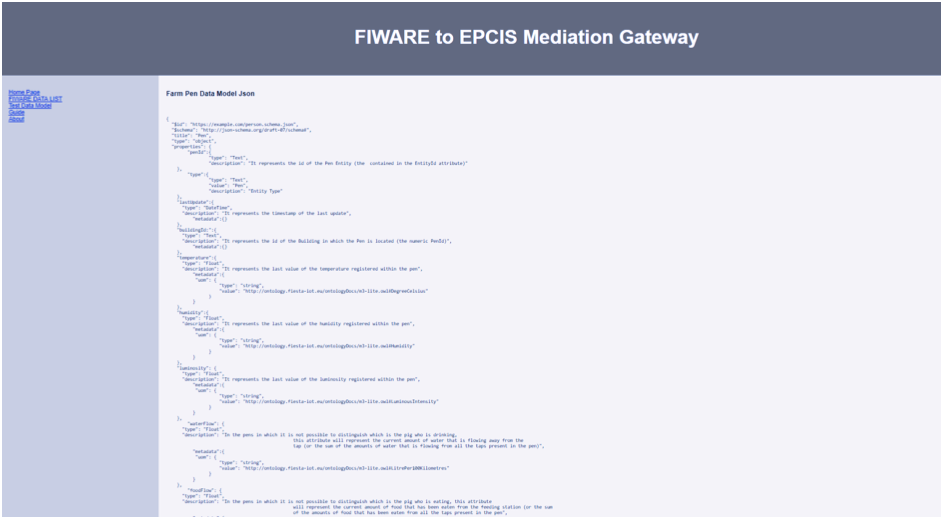 FIWARE to EPCIS Mediation Gateway
Home Page
FIWARE DATA LIST
Test Data Model
Guide
About
Farm Pen Data Model Json
{
"$id": "https://example.com/person.schema.json",
"$schema": "http://json-schema.org/draft-07/schema#",
"title": "Pen",
"type": "object",
"properties": {
"penId":{
"type": "Text",
"description": "It represents the id of the Pen Entity (the contained in the EntityId attribute)"
},
"type":{
"type": "Text",
"value": "Pen",
"description": "Entity Type"
},
"lastUpdate":{
"type": "DateTime",
"description": "It represents the timestamp of the last update",
"metadata":{}
},
"buildingId:":{
"type": "Text",
"description": "It represents the id of the Building in which the Pen is located (the numeric PenId)",
"metadata":{}
},
"temperature":{
"type": "Float",
"description": "It represents the last value of the temperature registered within the pen",
"metadata":{
"uom": {
"type": "string",
"value": "http://ontology.fiesta-iot.eu/ontologyDocs/m3-lite.owl#DegreeCelsius"
}
}
},
"humidity":{
"type": "Float",
"description": "It represents the last value of the humidity registered within the pen",
"metadata":{
"uom": {
"type": "string",
"value": "http://ontology.fiesta-iot.eu/ontologyDocs/m3-lite.owl#Humidity"
}
}
},
"luminosity": {
"type": "Float",
"description": "It represents the last value of the luminosity registered within the pen",
"metadata":{
"uom": {
"type": "string",
"value": "http://ontology.fiesta-iot.eu/ontologyDocs/m3-lite.owl#LuminousIntensity"
}
}
},
"waterFlow": {
"type": "Float",
"description": "In the pens in which it is not possible to distinguish which is the pig who is drinking,
this attribute will represent the current amount of water that is flowing away from the
tap (or the sum of the amounts of water that is flowing from all the taps present in the pen)",
"metadata":{
"uom": {
"type": "string",
"value": "http://ontology.fiesta-iot.eu/ontologyDocs/m3-lite.owl#LitrePer100Kilometres"
}
}
},
"foodFlow": {
"type": "Float",
"description": "In the pens in which it is not possible to distinguish which is the pig who is eating, this attribute
will represent the current amount of food that has been eaten from the feeding station (or the sum
of the amounts of food that has been eaten from all the taps present in the pen",